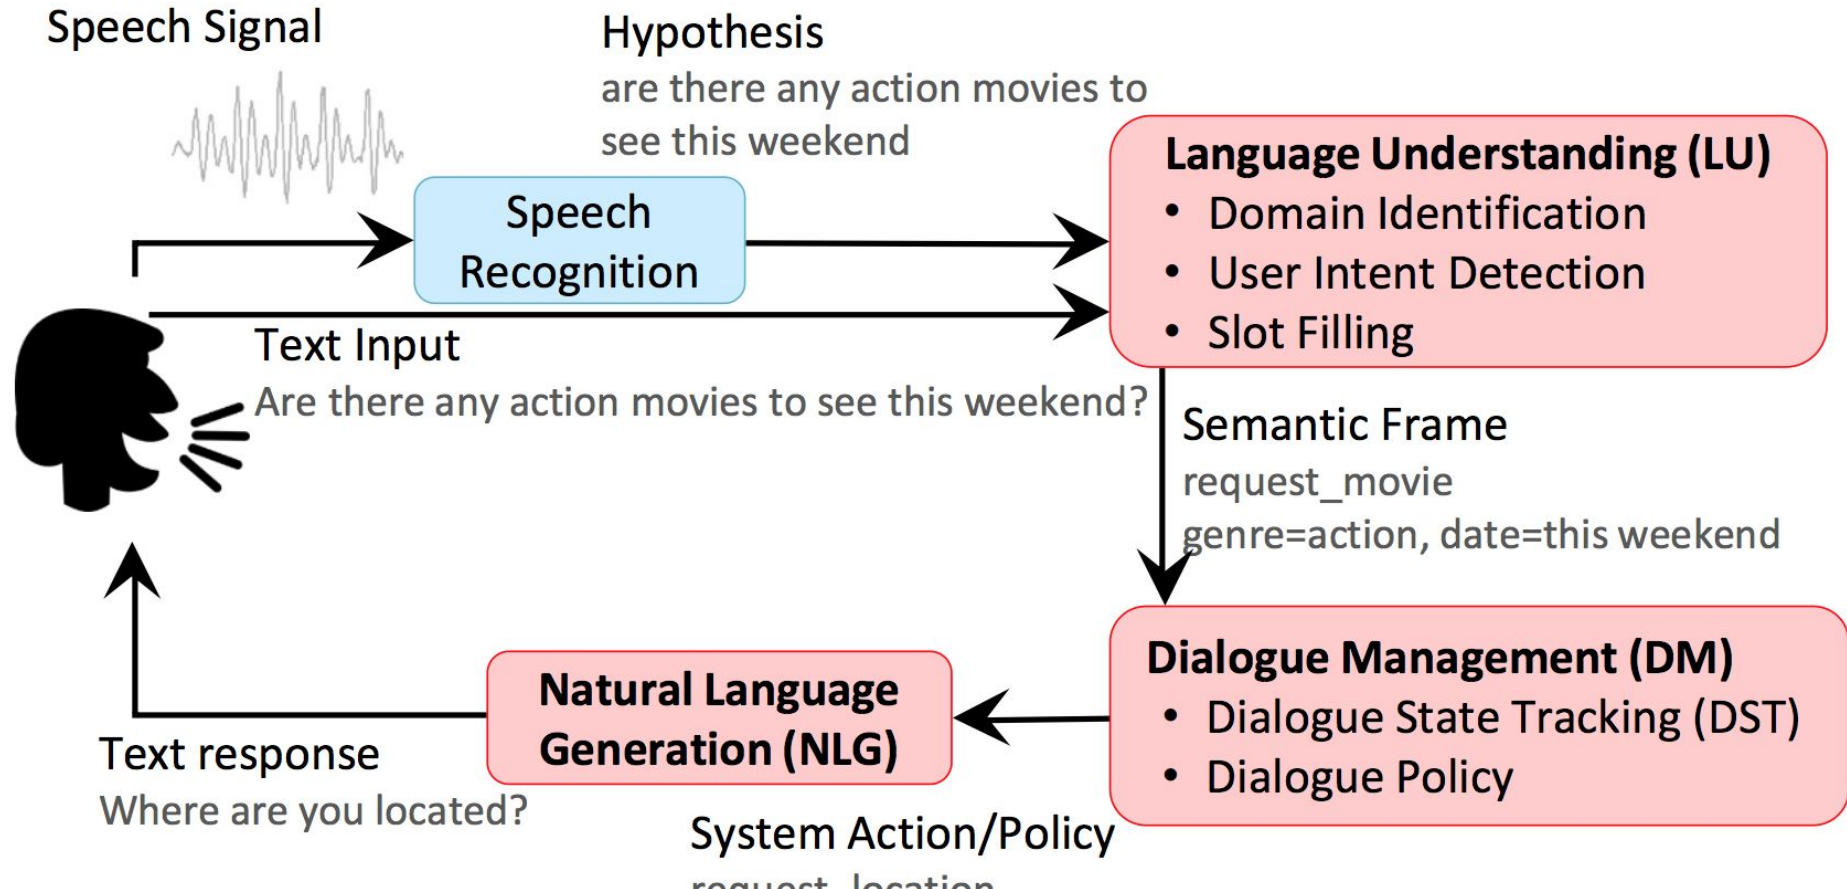 Speech Signal
Hypothesis
are there any action movies to
see this weekend
Speech
Recognition
Language Understanding (LU)
• Domain Identification
• User Intent Detection
• Slot Filling
Text Input
Are there any action movies to see this weekend?
Semantic Frame
request_movie
genre=action, date=this weekend
Dialogue Management (DM)
• Dialogue State Tracking (DST)
• Dialogue Policy
Natural Language
Generation (NLG)
Text response
Where are you located?
System Action/Policy
request_location